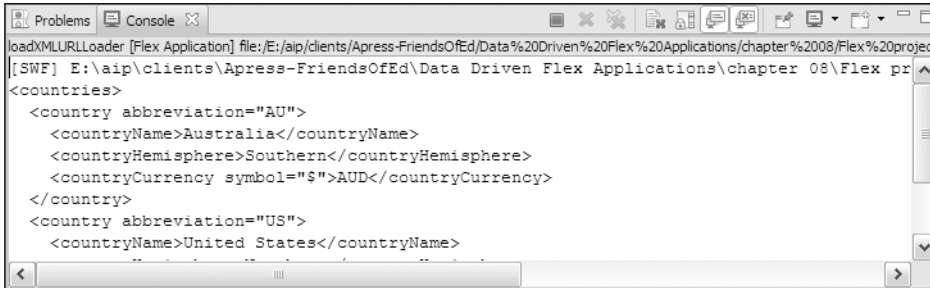 Problems Console
loadXMLURLLoader [Flex Application] file:/E:/aip/clients/Apress-FriendsOfEd/Data%20Driven%20Flex%20Applications/chapter%2008/Flex%20projec
[SWF] E:\aip\clients\Apress-FriendsOfEd\Data Driven Flex Applications\chapter 08\Flex pr
<countries>
  <country abbreviation="AU">
    <countryName>Australia</countryName>
    <countryHemisphere>Southern</countryHemisphere>
    <countryCurrency symbol="$">AUD</countryCurrency>
  </country>
  <country abbreviation="US">
    <countryName>United States</countryName>